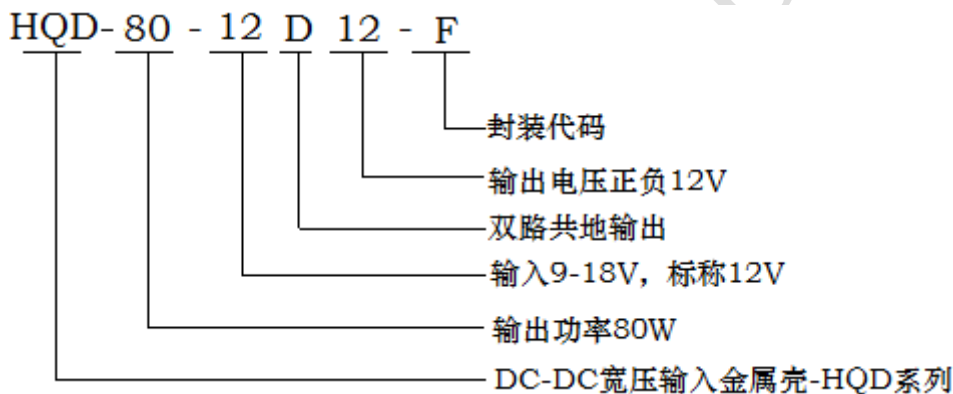 HQD- 80 - 12 D 12 - F
封装代码
输出电压正负12V
双路共地输出
输入9-18V，标称12V
输出功率80W
DC-DC宽压输入金属壳-HQD系列